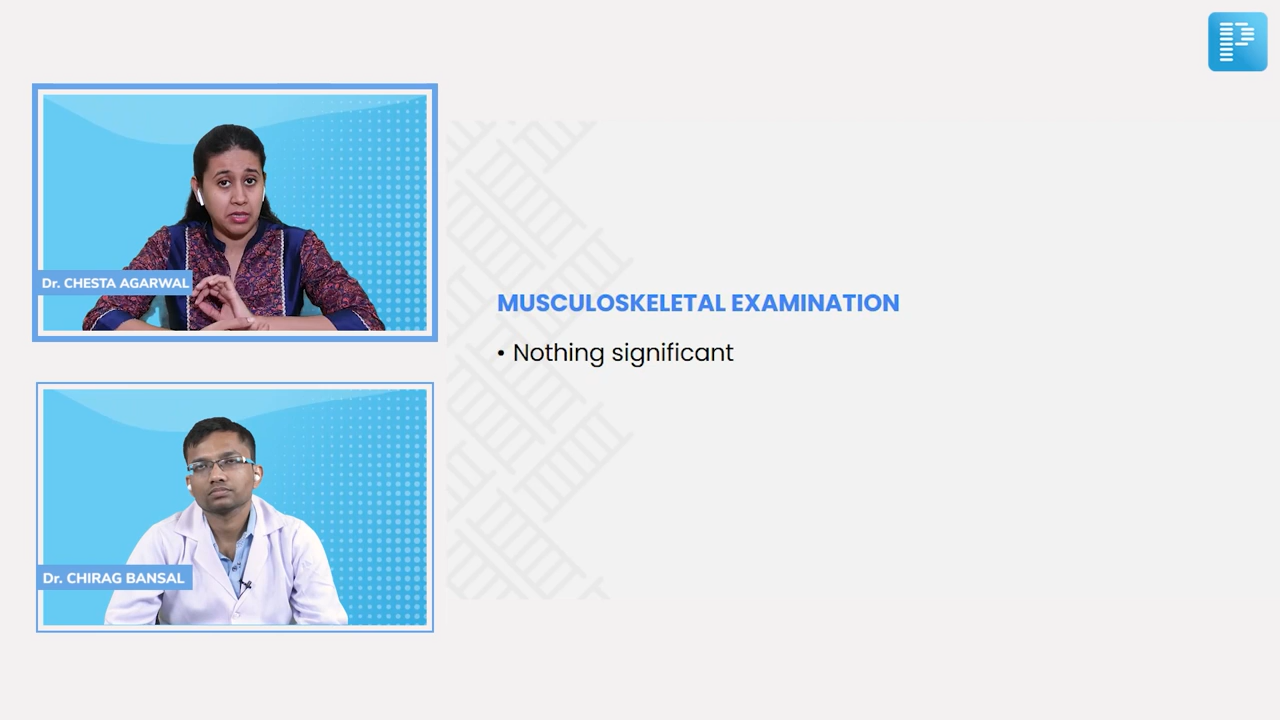 Dr. CHESTA AGARWAL
MUSCULOSKELETAL EXAMINATION
• Nothing significant
Dr. CHIRAG BANSAL